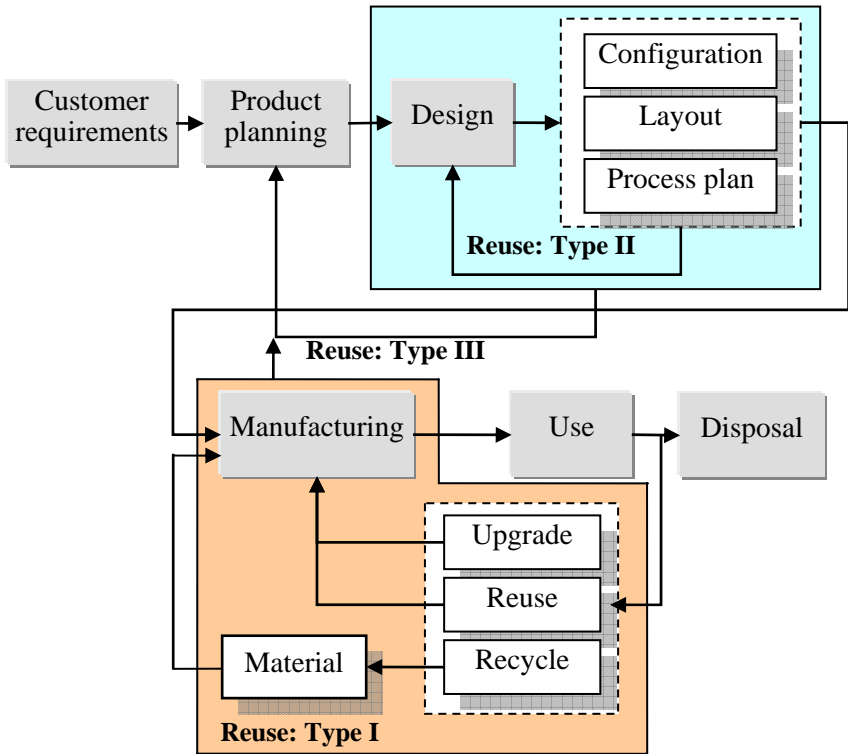 Configuration
Customer
requirements
Product
planning
Design
Layout
Process plan
Reuse: Type II
Reuse: Type III
Manufacturing
Use
Disposal
Upgrade
Reuse
Material
Recycle
Reuse: Type I